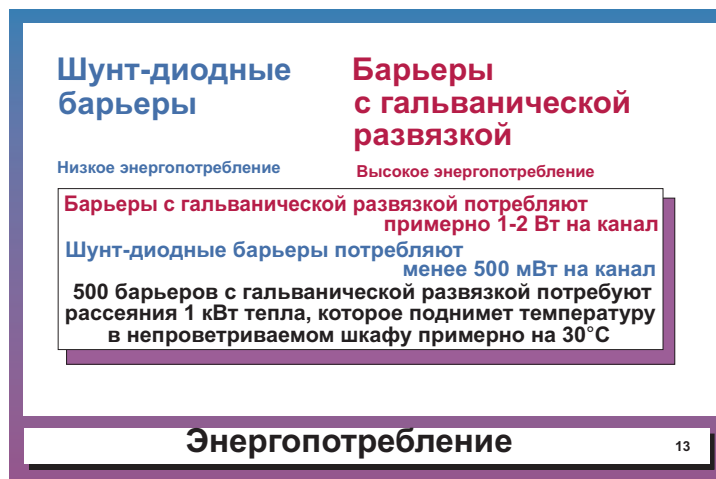 Шунт-диодные
барьеры
Барьеры
с гальванической
развязкой
Низкое энергопотребление
Высокое энергопотребление
Барьеры с гальванической развязкой потребляют
примерно 1-2 Вт на канал
Шунт-диодные барьеры потребляют
менее 500 мВт на канал
500 барьеров с гальванической развязкой потребуют
рассеяния 1 кВт тепла, которое поднимет температуру
в непроветриваемом шкафу примерно на 30°C
Энергопотребление
13